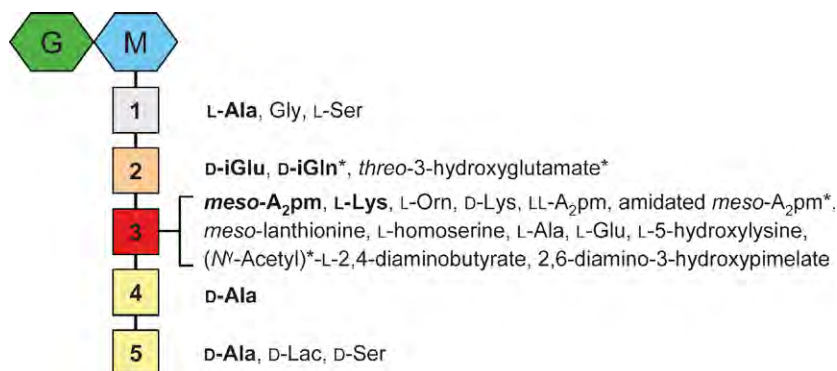 G M
1 L-Ala, Gly, L-Ser
2 D-iGlu, D-iGln*, threo-3-hydroxyglutamate*
meso-A₂pm, L-Lys, L-Orn, D-Lys, LL-A₂pm, amidated meso-A₂pm*,
3 meso-lanthionine, L-homoserine, L-Ala, L-Glu, L-5-hydroxylysine,
(Nᵞ-Acetyl)*-L-2,4-diaminobutyrate, 2,6-diamino-3-hydroxypimelate
4 D-Ala
5 D-Ala, D-Lac, D-Ser